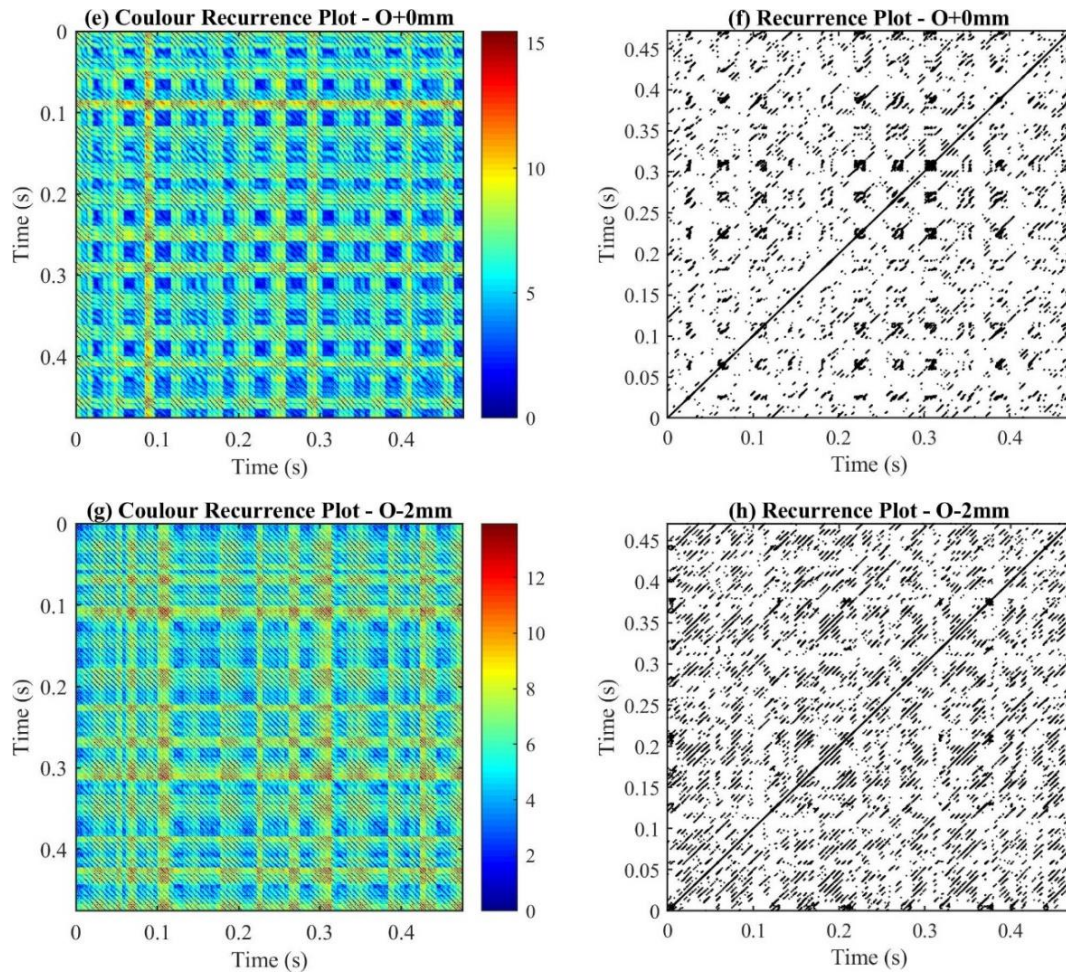 (e) Coulour Recurrence Plot - O+0mm
0
0.1
0.2
0.3
0.4
Time (s)
0 0.1 0.2 0.3 0.4
Time (s)
15
10
5
0
(f) Recurrence Plot - O+0mm
0.45
0.4
0.35
0.3
0.25
0.2
0.15
0.1
0.05
0
Time (s)
0 0.1 0.2 0.3 0.4
Time (s)
(g) Coulour Recurrence Plot - O-2mm
0
0.1
0.2
0.3
0.4
Time (s)
0 0.1 0.2 0.3 0.4
Time (s)
12
10
8
6
4
2
0
(h) Recurrence Plot - O-2mm
0.45
0.4
0.35
0.3
0.25
0.2
0.15
0.1
0.05
0
Time (s)
0 0.1 0.2 0.3 0.4
Time (s)